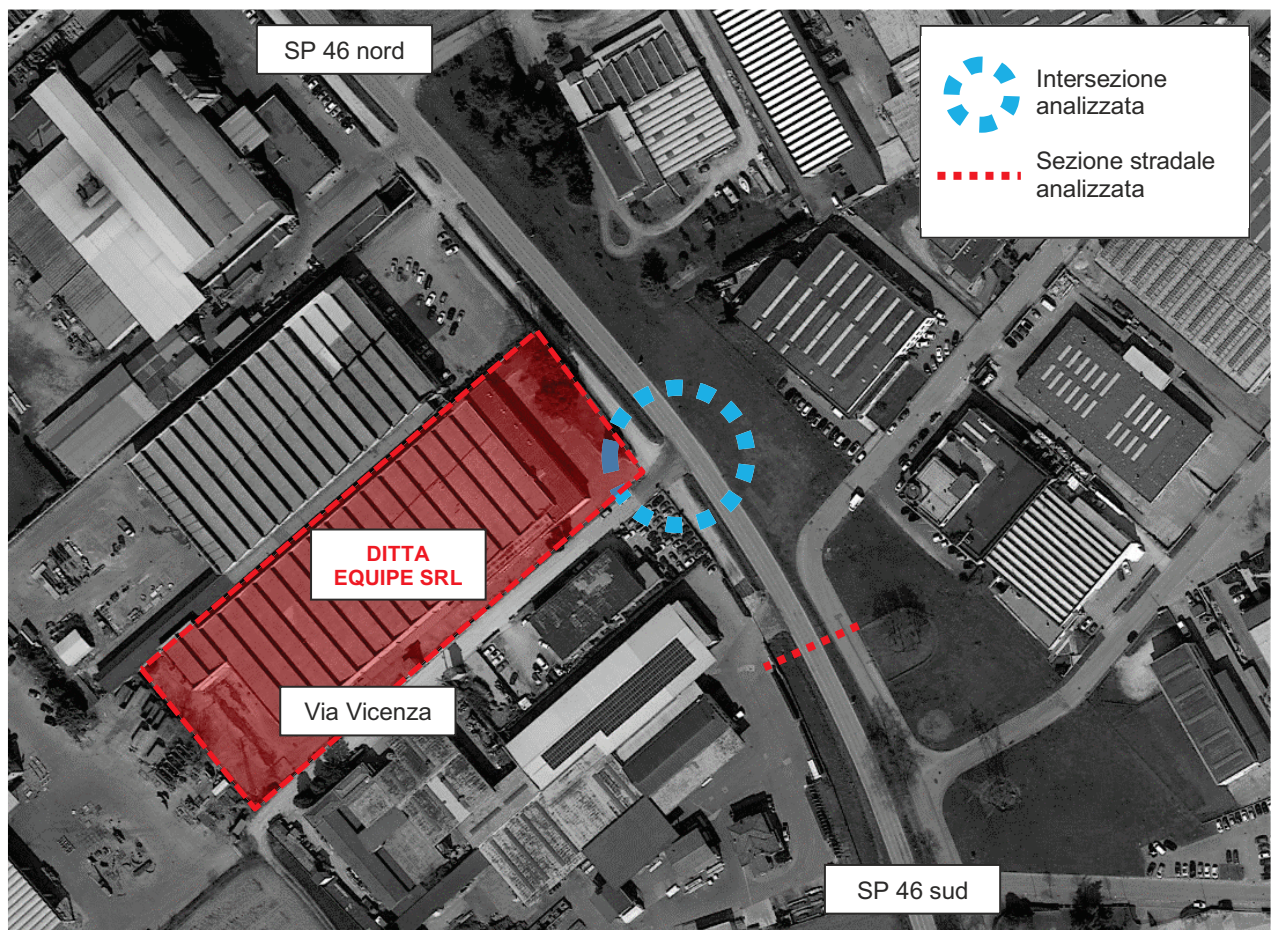 SP 46 nord
Intersezione
analizzata
Sezione stradale
analizzata
DITTA
EQUIPE SRL
Via Vicenza
SP 46 sud